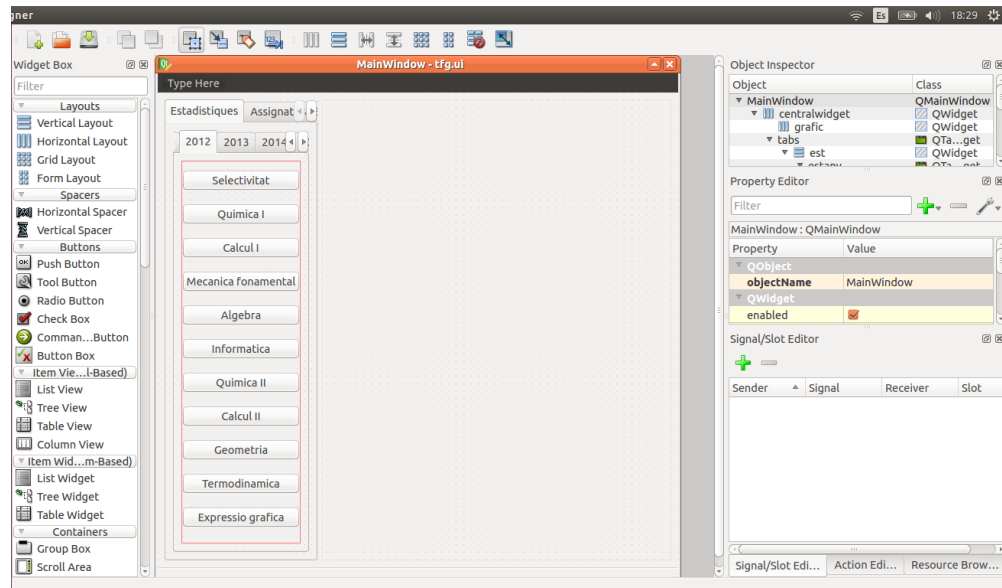 gner
Es
18:29
Widget Box
Filter
Layouts
Vertical Layout
Horizontal Layout
Grid Layout
Form Layout
Spacers
Horizontal Spacer
Vertical Spacer
Buttons
OK
Push Button
Tool Button
Radio Button
Check Box
Comman...Button
Button Box
Item Vie...l-Based)
List View
Tree View
Table View
Column View
Item Wid...m-Based)
List Widget
Tree Widget
Table Widget
Containers
Group Box
Scroll Area
MainWindow - tfg.ui
Type Here
Estadístiques Assignat
2012 2013 2014
Selectivitat
Quimica I
Calcul I
Mecanica fonamental
Algebra
Informatica
Quimica II
Calcul II
Geometria
Termodinamica
Expressio grafica
Object Inspector
Object Class
MainWindow QMainWindow
centralwidget QWidget
grafic QWidget
tabs QTa...get
est QWidget
estany QTa...get
Property Editor
Filter
MainWindow : QMainWindow
Property Value
QObject
objectName MainWindow
QWidget
enabled
Signal/Slot Editor
Sender Signal Receiver Slot
Signal/Slot Edi... Action Edi... Resource Brow...